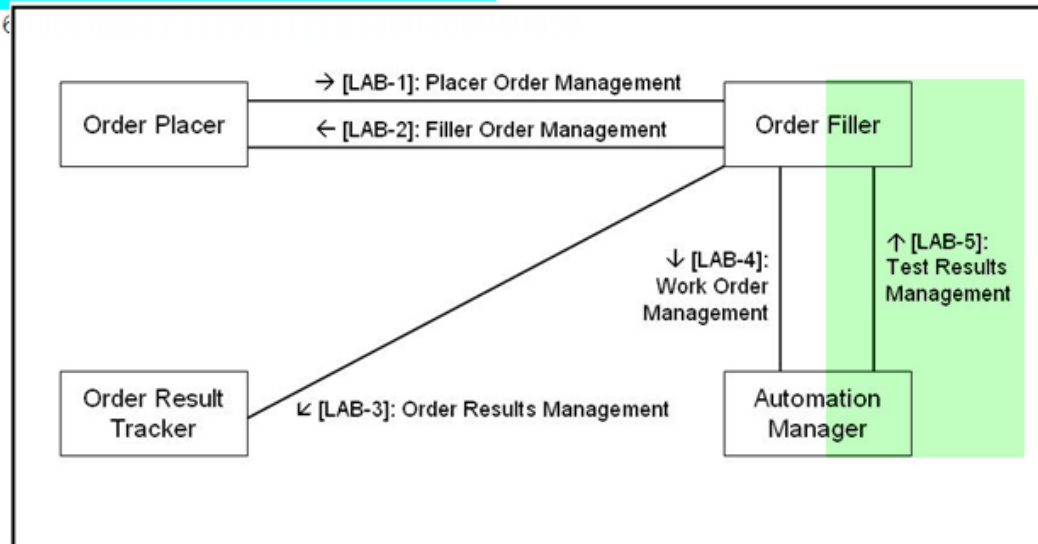 → [LAB-1]: Placer Order Management
Order Placer
← [LAB-2]: Filler Order Management
Order Filler
↓ [LAB-4]:
Work Order
Management
↑ [LAB-5]:
Test Results
Management
Order Result
Tracker
↙ [LAB-3]: Order Results Management
Automation
Manager